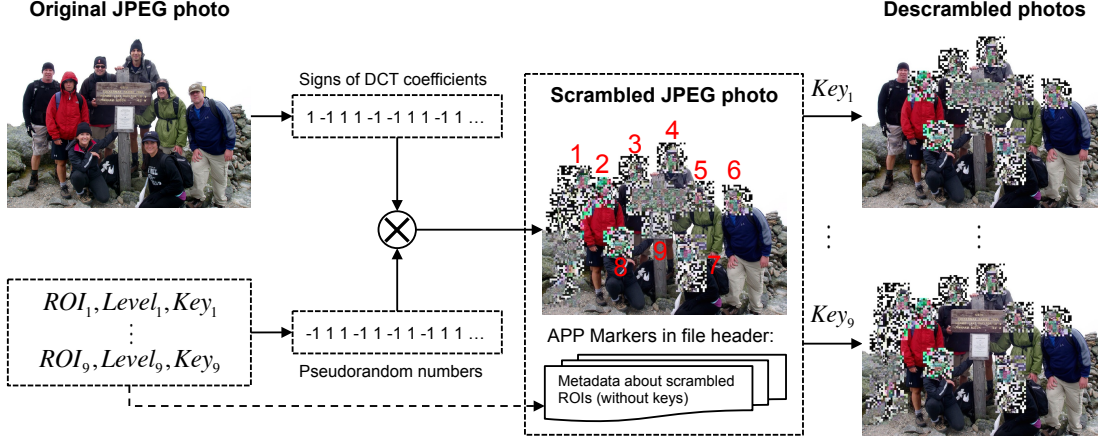 Original JPEG photo
Signs of DCT coefficients
1 -1 1 1 -1 -1 1 1 -1 1 ...
ROI₁, Level₁, Key₁
⋮
ROI₉, Level₉, Key₉
-1 1 1 -1 1 -1 1 -1 1 1 ...
Pseudorandom numbers
Scrambled JPEG photo
1 2 3 4 5 6
8 9 7
APP Markers in file header:
Metadata about scrambled
ROIs (without keys)
Descrambled photos
Key₁
⋮ ⋮
Key₉